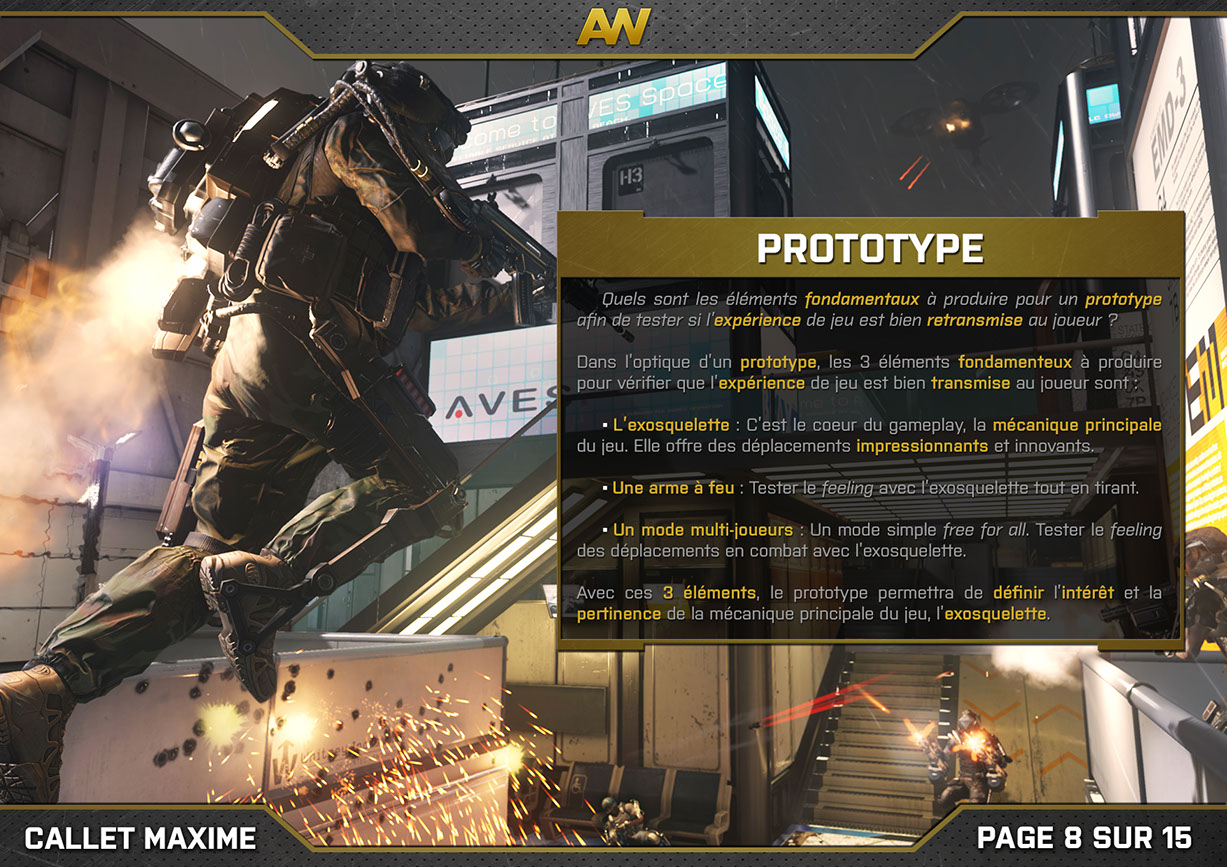 AW
ome to
VES Space
H3
EMD-3
AVES
PROTOTYPE
Quels sont les éléments fondamentaux à produire pour un prototype
afin de tester si l'expérience de jeu est bien retransmise au joueur ?
Dans l'optique d'un prototype, les 3 éléments fondamenteux à produire
pour vérifier que l'expérience de jeu est bien transmise au joueur sont :
▪ L'exosquelette : C'est le coeur du gameplay, la mécanique principale
du jeu. Elle offre des déplacements impressionnants et innovants.
▪ Une arme à feu : Tester le feeling avec l'exosquelette tout en tirant.
▪ Un mode multi-joueurs : Un mode simple free for all. Tester le feeling
des déplacements en combat avec l'exosquelette.
Avec ces 3 éléments, le prototype permettra de définir l'intérêt et la
pertinence de la mécanique principale du jeu, l'exosquelette.
CALLET MAXIME
PAGE 8 SUR 15